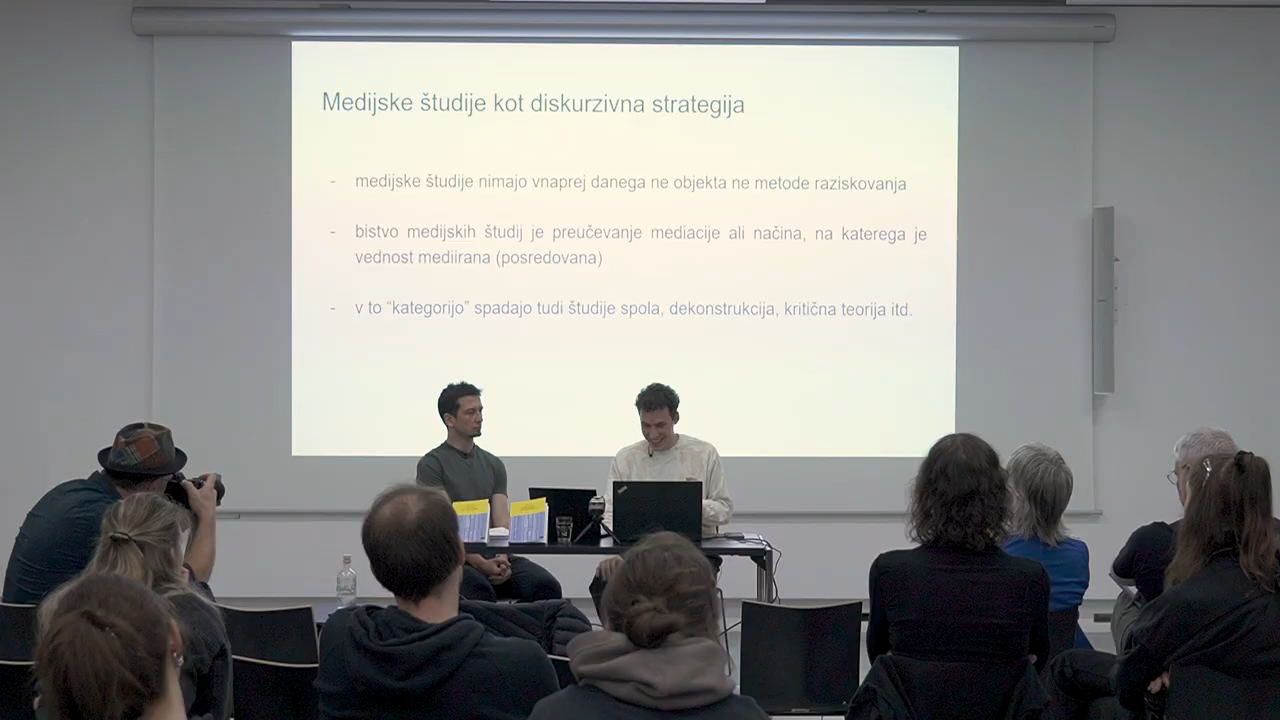 Medijske študije kot diskurzivna strategija
- medijske študije nimajo vnaprej danega ne objekta ne metode raziskovanja
- bistvo medijskih študij je preučevanje mediacije ali načina, na katerega je
vednost mediirana (posredovana)
- v to “kategorijo” spadajo tudi študije spola, dekonstrukcija, kritična teorija itd.